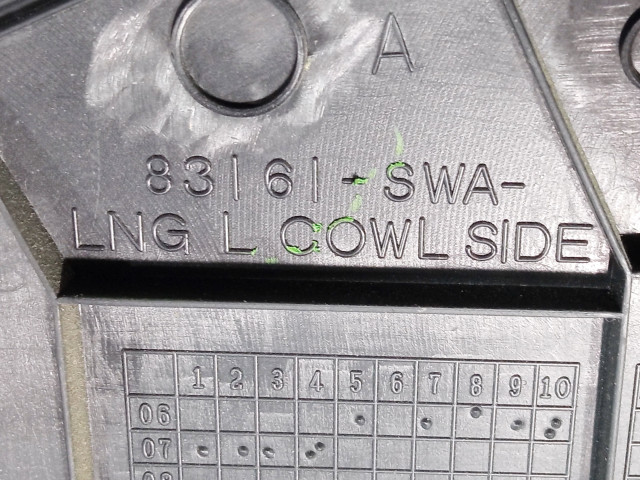 A
83161-SWA-
LNG L COWL SIDE
1 2 3 4 5 6 7 8 9 10
06
07